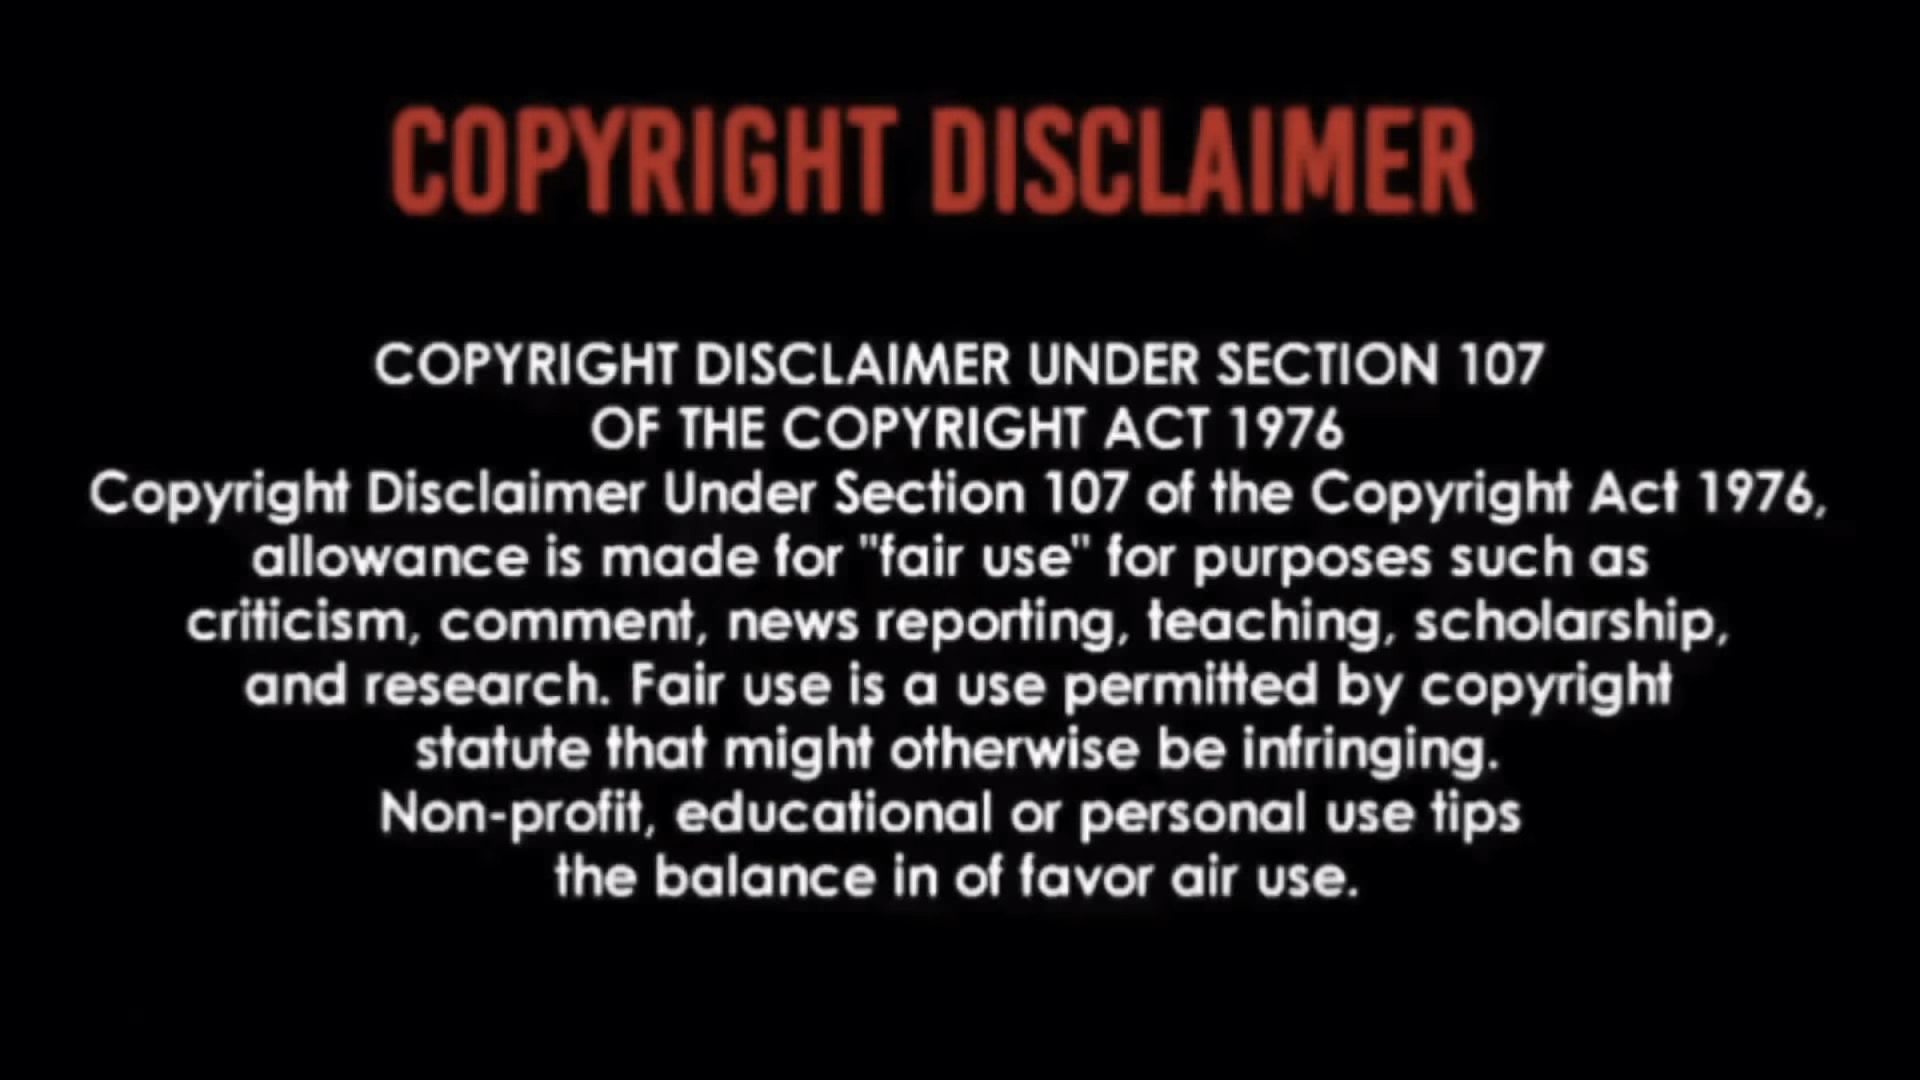 COPYRIGHT DISCLAIMER
COPYRIGHT DISCLAIMER UNDER SECTION 107
OF THE COPYRIGHT ACT 1976
Copyright Disclaimer Under Section 107 of the Copyright Act 1976,
allowance is made for "fair use" for purposes such as
criticism, comment, news reporting, teaching, scholarship,
and research. Fair use is a use permitted by copyright
statute that might otherwise be infringing.
Non-profit, educational or personal use tips
the balance in of favor air use.